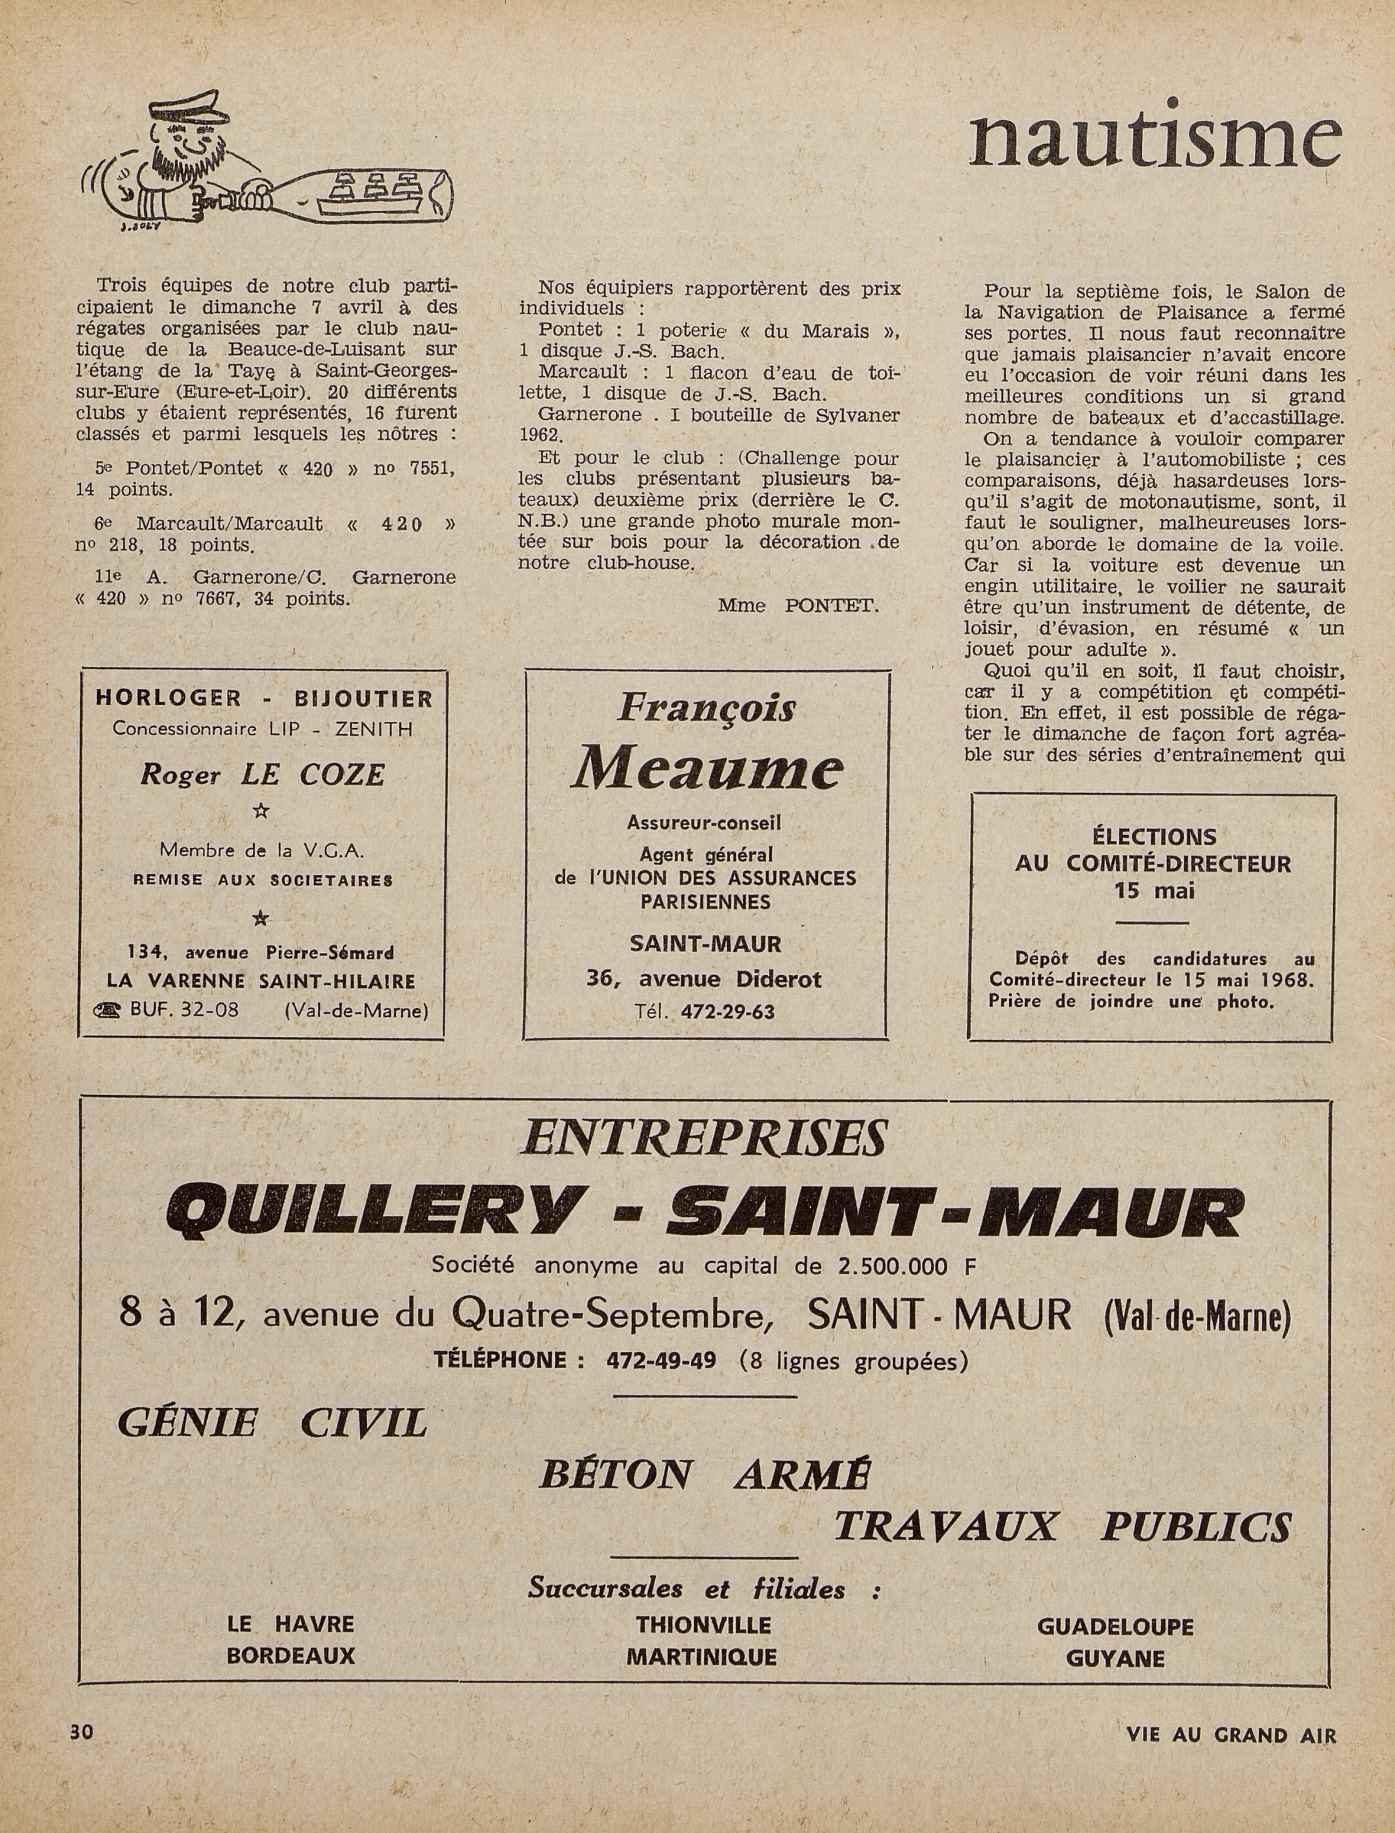 nautisme
J. JOLY
Trois équipes de notre club parti-
cipaient le dimanche 7 avril à des
régates organisées par le club nau-
tique de la Beauce-de-Luisant sur
l'étang de la Taye à Saint-Georges-
sur-Eure (Eure-et-Loir). 20 différents
clubs y étaient représentés, 16 furent
classés et parmi lesquels les nôtres :
5e Pontet/Pontet « 420 » no 7551,
14 points.
6e Marcault/Marcault « 420 »
no 218, 18 points.
11e A. Garnerone/C. Garnerone
« 420 » no 7667, 34 points.
Nos équipiers rapportèrent des prix
individuels :
Pontet : 1 poterie « du Marais »,
1 disque J.-S. Bach.
Marcault : 1 flacon d'eau de toi-
lette, 1 disque de J.-S. Bach.
Garnerone . I bouteille de Sylvaner
1962.
Et pour le club : (Challenge pour
les clubs présentant plusieurs ba-
teaux) deuxième prix (derrière le C.
N.B.) une grande photo murale mon-
tée sur bois pour la décoration de
notre club-house.
Mme PONTET.
Pour la septième fois, le Salon de
la Navigation de Plaisance a fermé
ses portes. Il nous faut reconnaître
que jamais plaisancier n'avait encore
eu l'occasion de voir réuni dans les
meilleures conditions un si grand
nombre de bateaux et d'accastillage.
On a tendance à vouloir comparer
le plaisancier à l'automobiliste ; ces
comparaisons, déjà hasardeuses lors-
qu'il s'agit de motonautisme, sont, il
faut le souligner, malheureuses lors-
qu'on aborde le domaine de la voile.
Car si la voiture est devenue un
engin utilitaire, le voilier ne saurait
être qu'un instrument de détente, de
loisir, d'évasion, en résumé « un
jouet pour adulte ».
Quoi qu'il en soit, il faut choisir,
car il y a compétition et compéti-
tion. En effet, il est possible de réga-
ter le dimanche de façon fort agréa-
ble sur des séries d'entraînement qui
HORLOGER - BIJOUTIER
Concessionnaire LIP - ZENITH
Roger LE COZE
Membre de la V.G.A.
REMISE AUX SOCIETAIRES
134, avenue Pierre-Sémard
LA VARENNE SAINT-HILAIRE
BUF. 32-08 (Val-de-Marne)
François
Meaume
Assureur-conseil
Agent général
de l'UNION DES ASSURANCES
PARISIENNES
SAINT-MAUR
36, avenue Diderot
Tél. 472-29-63
ÉLECTIONS
AU COMITÉ-DIRECTEUR
15 mai
Dépôt des candidatures au
Comité-directeur le 15 mai 1968.
Prière de joindre une photo.
ENTREPRISES
QUILLERY - SAINT-MAUR
Société anonyme au capital de 2.500.000 F
8 à 12, avenue du Quatre-Septembre, SAINT-MAUR (Val-de-Marne)
TÉLÉPHONE : 472-49-49 (8 lignes groupées)
GÉNIE CIVIL
BÉTON ARMÉ
TRAVAUX PUBLICS
Succursales et filiales :
LE HAVRE THIONVILLE GUADELOUPE
BORDEAUX MARTINIQUE GUYANE
30 VIE AU GRAND AIR